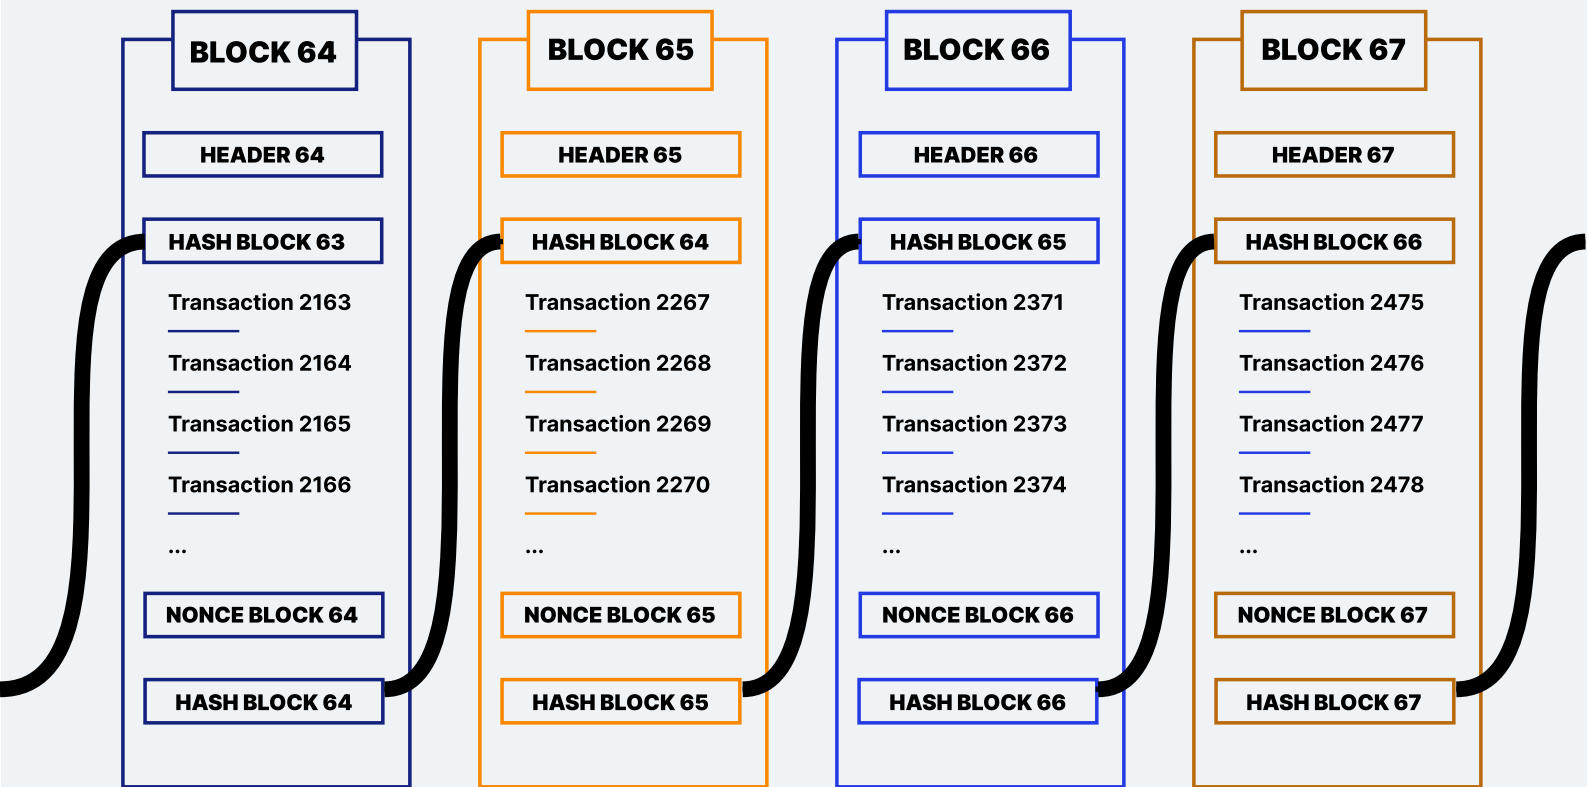 BLOCK 64
HEADER 64
HASH BLOCK 63
Transaction 2163
Transaction 2164
Transaction 2165
Transaction 2166
...
NONCE BLOCK 64
HASH BLOCK 64
BLOCK 65
HEADER 65
HASH BLOCK 64
Transaction 2267
Transaction 2268
Transaction 2269
Transaction 2270
...
NONCE BLOCK 65
HASH BLOCK 65
BLOCK 66
HEADER 66
HASH BLOCK 65
Transaction 2371
Transaction 2372
Transaction 2373
Transaction 2374
...
NONCE BLOCK 66
HASH BLOCK 66
BLOCK 67
HEADER 67
HASH BLOCK 66
Transaction 2475
Transaction 2476
Transaction 2477
Transaction 2478
...
NONCE BLOCK 67
HASH BLOCK 67